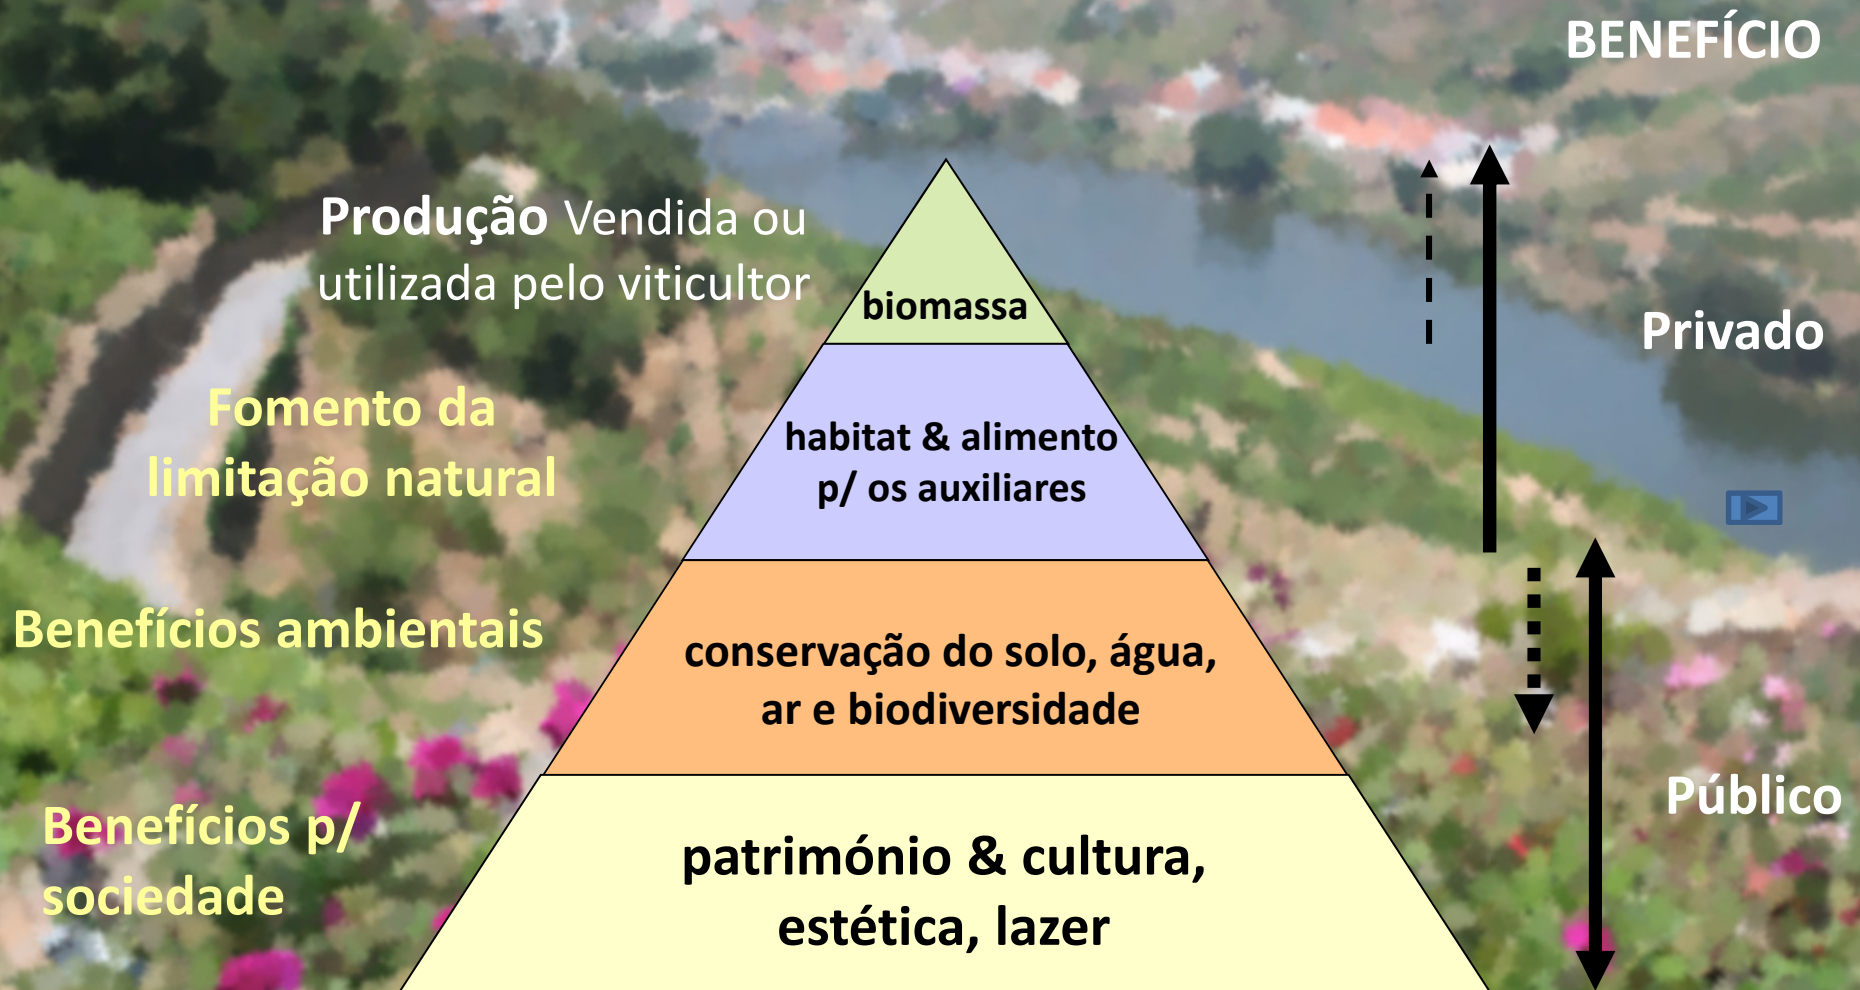 BENEFÍCIO
Produção Vendida ou
utilizada pelo viticultor
biomassa
Privado
Fomento da
limitação natural
habitat & alimento
p/ os auxiliares
Benefícios ambientais
conservação do solo, água,
ar e biodiversidade
Público
Benefícios p/
sociedade
património & cultura,
estética, lazer